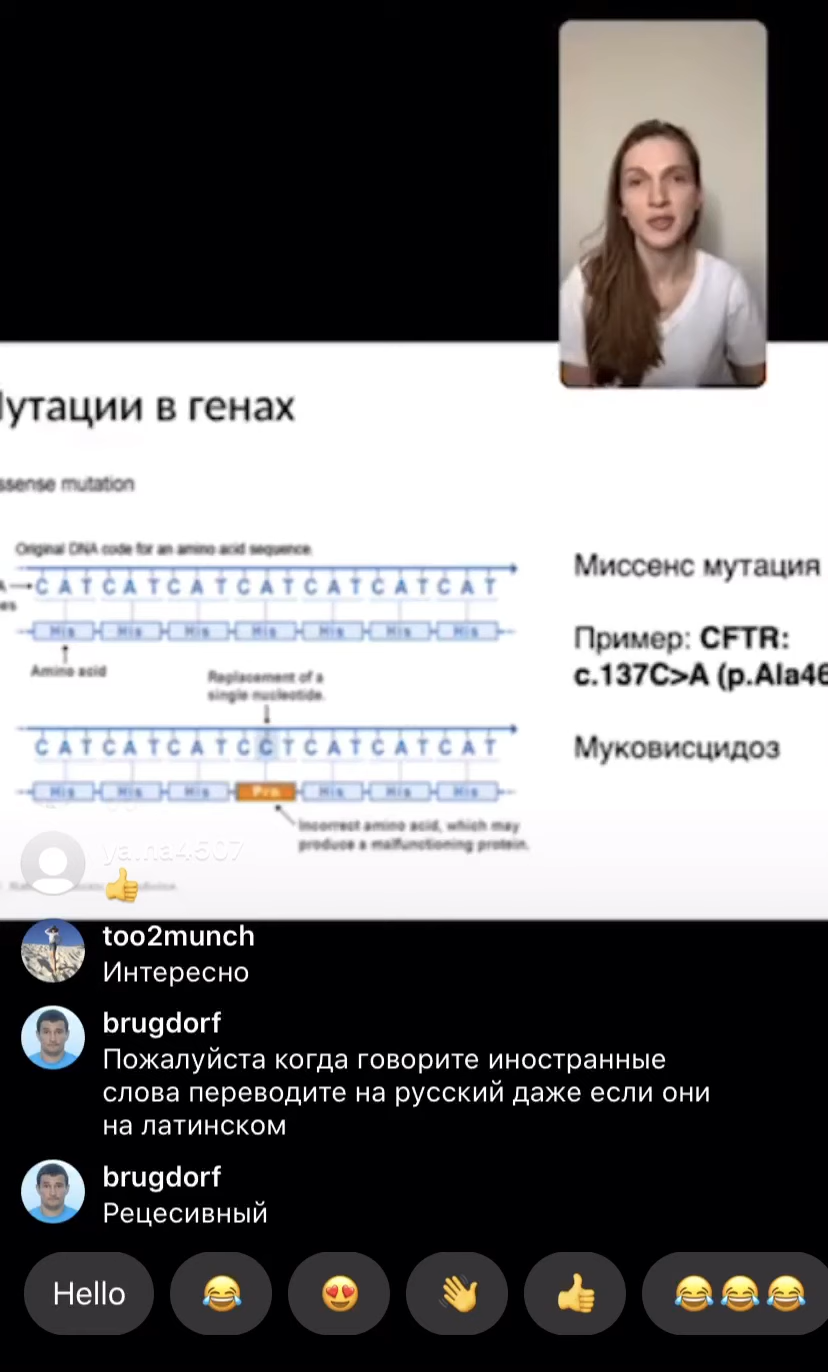 утации в генах
ssense mutation
Original DNA code for an amino acid sequence.
C A T C A T C A T C A T C A T C A T C A T
es
His His His His His His His
Amino acid
Replacement of a
single nucleotide.
C A T C A T C A T C C T C A T C A T C A T
His His His Pro His His His
Incorrect amino acid, which may
produce a malfunctioning protein.
Миссенс мутация
Пример: CFTR:
c.137C>A (p.Ala46
Муковисцидоз
👍
too2munch
Интересно
brugdorf
Пожалуйста когда говорите иностранные
слова переводите на русский даже если они
на латинском
brugdorf
Рецесивный
Hello 😂 😍 👋 👍 😂😂😂